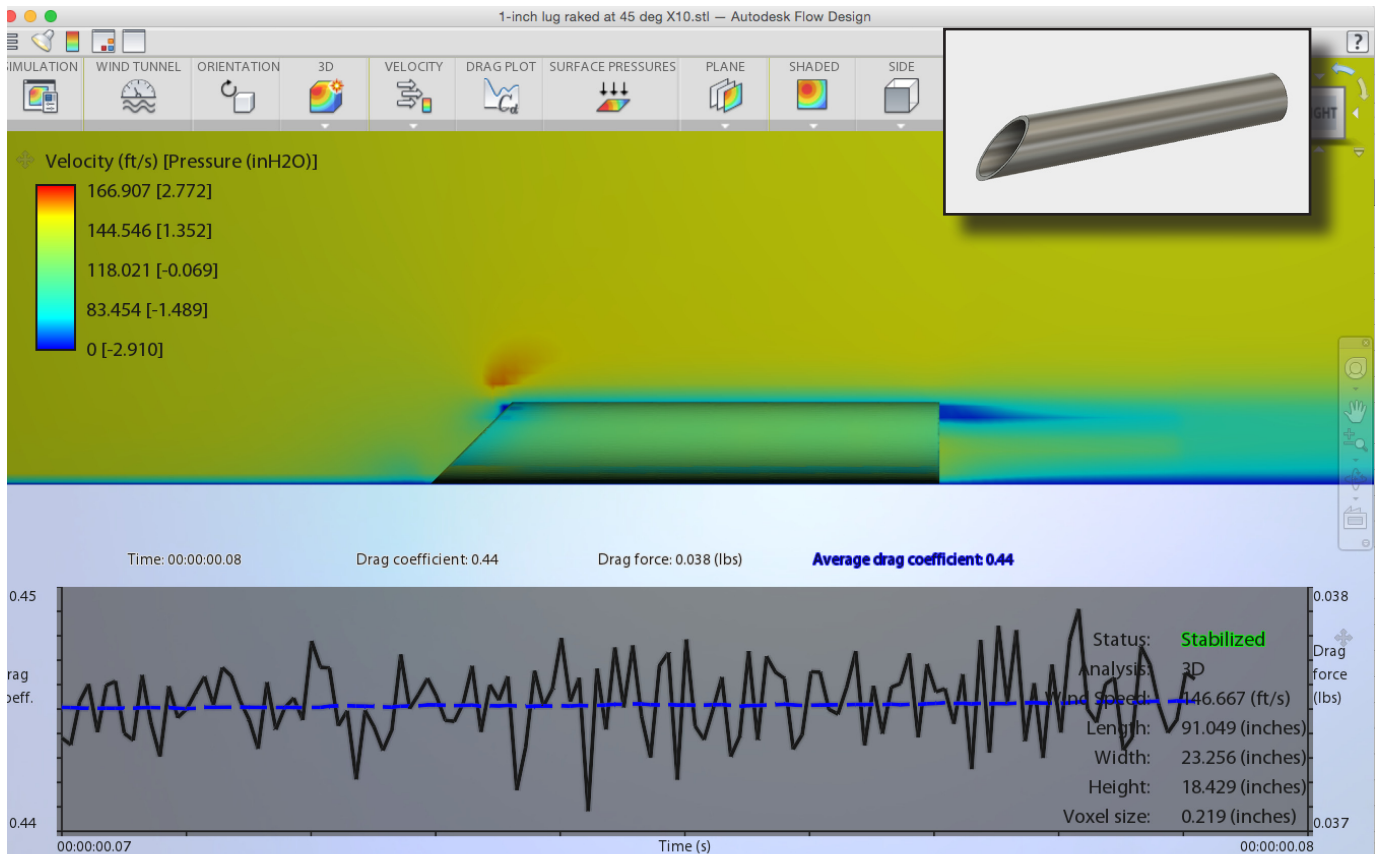 1-inch lug raked at 45 deg X10.stl — Autodesk Flow Design
?
SIMULATION WIND TUNNEL ORIENTATION 3D VELOCITY DRAG PLOT SURFACE PRESSURES PLANE SHADED SIDE
Cd
GHT
Velocity (ft/s) [Pressure (inH2O)]
166.907 [2.772]
144.546 [1.352]
118.021 [-0.069]
83.454 [-1.489]
0 [-2.910]
Time: 00:00:00.08 Drag coefficient: 0.44 Drag force: 0.038 (lbs) Average drag coefficient: 0.44
0.45 0.038
Status: Stabilized
rag Analysis: 3D Drag
force
oeff. Wind Speed: 146.667 (ft/s) (lbs)
Length: 91.049 (inches)
Width: 23.256 (inches)
Height: 18.429 (inches)
0.44 Voxel size: 0.219 (inches) 0.037
00:00:00.07 Time (s) 00:00:00.08